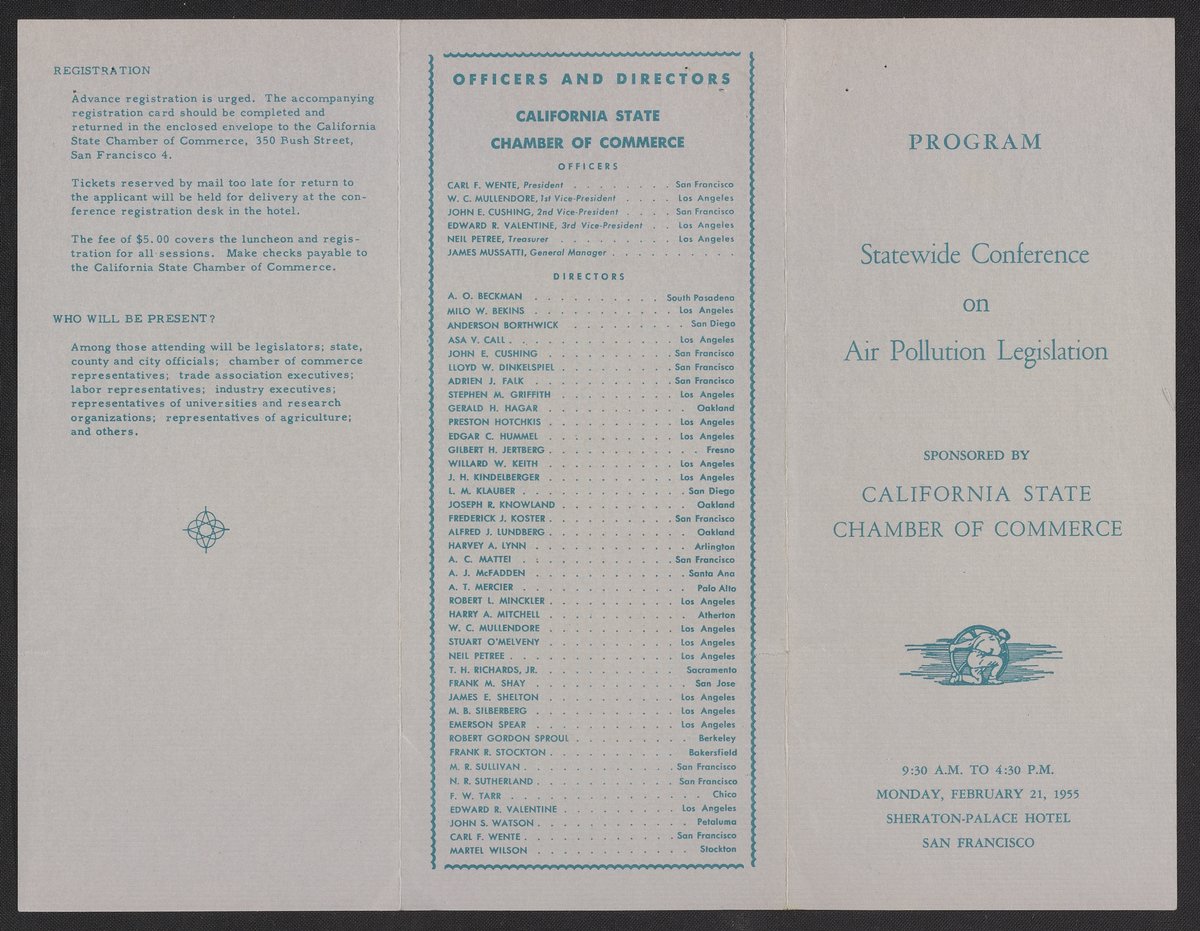 REGISTRATION
Advance registration is urged. The accompanying
registration card should be completed and
returned in the enclosed envelope to the California
State Chamber of Commerce, 350 Bush Street,
San Francisco 4.
Tickets reserved by mail too late for return to
the applicant will be held for delivery at the con-
ference registration desk in the hotel.
The fee of $5.00 covers the luncheon and regis-
tration for all sessions. Make checks payable to
the California State Chamber of Commerce.
WHO WILL BE PRESENT?
Among those attending will be legislators; state,
county and city officials; chamber of commerce
representatives; trade association executives;
labor representatives; industry executives;
representatives of universities and research
organizations; representatives of agriculture;
and others.
OFFICERS AND DIRECTORS
CALIFORNIA STATE
CHAMBER OF COMMERCE
OFFICERS
CARL F. WENTE, President . . . . . . . . . San Francisco
W. C. MULLENDORE, 1st Vice-President . . . . . Los Angeles
JOHN E. CUSHING, 2nd Vice-President . . . . San Francisco
EDWARD R. VALENTINE, 3rd Vice-President . . Los Angeles
NEIL PETREE, Treasurer . . . . . . . . . Los Angeles
JAMES MUSSATTI, General Manager . . . . . . . . . . .
DIRECTORS
A. O. BECKMAN . . . . . . . . . . South Pasadena
MILO W. BEKINS . . . . . . . . . . . Los Angeles
ANDERSON BORTHWICK . . . . . . . . . San Diego
ASA V. CALL . . . . . . . . . . . . Los Angeles
JOHN E. CUSHING . . . . . . . . . . San Francisco
LLOYD W. DINKELSPIEL . . . . . . . . . San Francisco
ADRIEN J. FALK . . . . . . . . . . . San Francisco
STEPHEN M. GRIFFITH . . . . . . . . . Los Angeles
GERALD H. HAGAR . . . . . . . . . . . Oakland
PRESTON HOTCHKIS . . . . . . . . . . Los Angeles
EDGAR C. HUMMEL . . . . . . . . . . Los Angeles
GILBERT H. JERTBERG . . . . . . . . . . . Fresno
WILLARD W. KEITH . . . . . . . . . . Los Angeles
J. H. KINDELBERGER . . . . . . . . . . Los Angeles
L. M. KLAUBER . . . . . . . . . . . . San Diego
JOSEPH R. KNOWLAND . . . . . . . . . . Oakland
FREDERICK J. KOSTER . . . . . . . . . San Francisco
ALFRED J. LUNDBERG . . . . . . . . . . Oakland
HARVEY A. LYNN . . . . . . . . . . . Arlington
A. C. MATTEI . . . . . . . . . . . San Francisco
A. J. McFADDEN . . . . . . . . . . . Santa Ana
A. T. MERCIER . . . . . . . . . . . . Palo Alto
ROBERT L. MINCKLER . . . . . . . . . . Los Angeles
HARRY A. MITCHELL . . . . . . . . . . . Atherton
W. C. MULLENDORE . . . . . . . . . . Los Angeles
STUART O'MELVENY . . . . . . . . . . Los Angeles
NEIL PETREE . . . . . . . . . . . . Los Angeles
T. H. RICHARDS, JR. . . . . . . . . . . Sacramento
FRANK M. SHAY . . . . . . . . . . . San Jose
JAMES E. SHELTON . . . . . . . . . . Los Angeles
M. B. SILBERBERG . . . . . . . . . . Los Angeles
EMERSON SPEAR . . . . . . . . . . . Los Angeles
ROBERT GORDON SPROUL . . . . . . . . . Berkeley
FRANK R. STOCKTON . . . . . . . . . . Bakersfield
M. R. SULLIVAN . . . . . . . . . . . San Francisco
N. R. SUTHERLAND . . . . . . . . . . San Francisco
F. W. TARR . . . . . . . . . . . . . . Chico
EDWARD R. VALENTINE . . . . . . . . . Los Angeles
JOHN S. WATSON . . . . . . . . . . . Petaluma
CARL F. WENTE . . . . . . . . . . . San Francisco
MARTEL WILSON . . . . . . . . . . . Stockton
PROGRAM
Statewide Conference
on
Air Pollution Legislation
SPONSORED BY
CALIFORNIA STATE
CHAMBER OF COMMERCE
9:30 A.M. TO 4:30 P.M.
MONDAY, FEBRUARY 21, 1955
SHERATON-PALACE HOTEL
SAN FRANCISCO